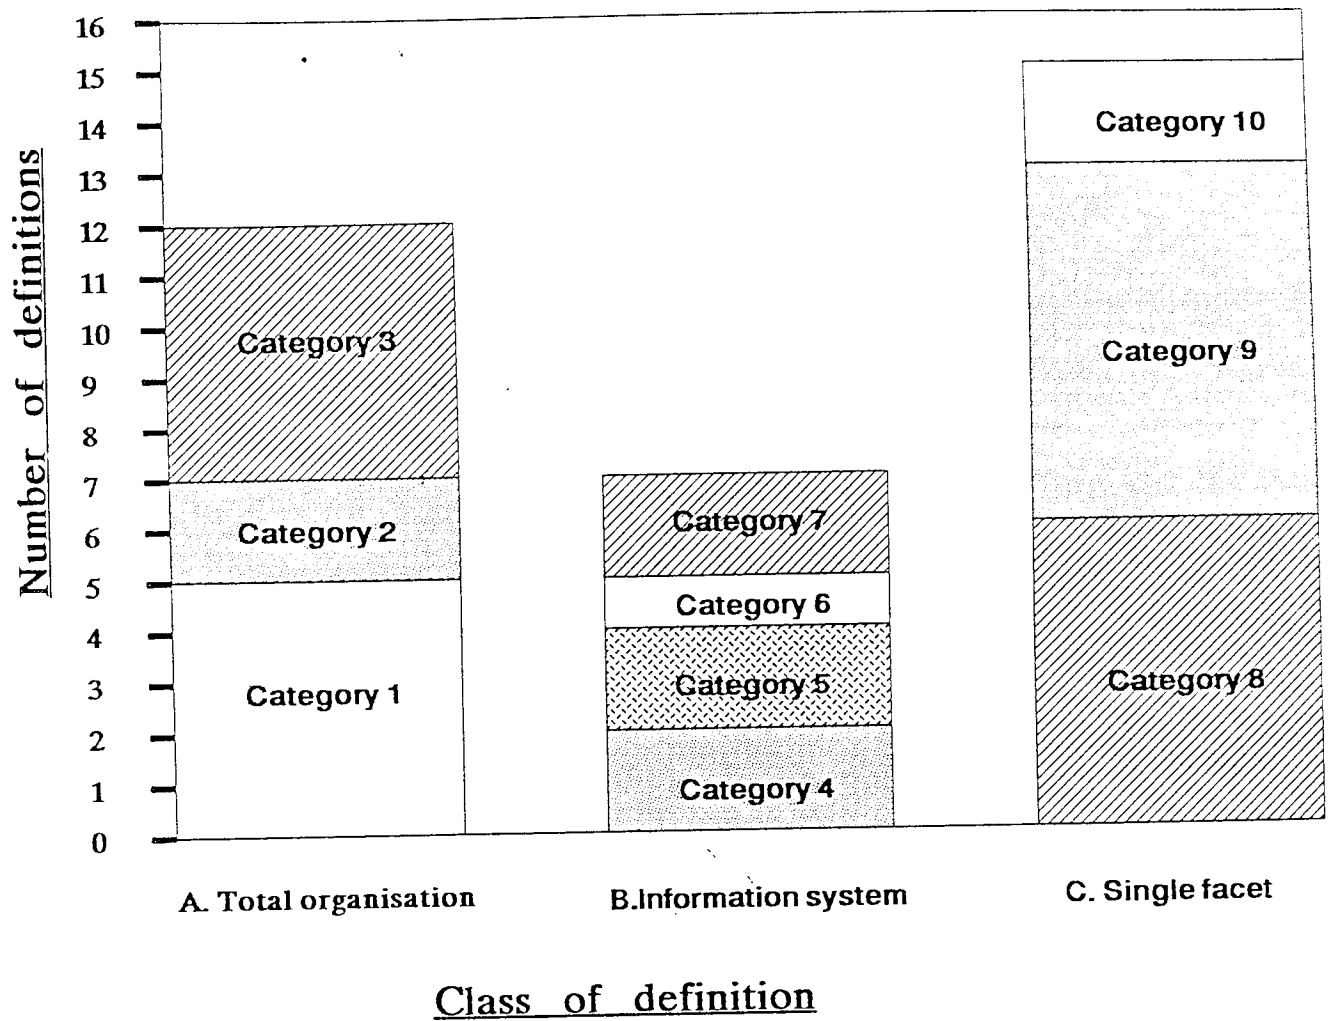 16
15
14
13
12
11
10
9
8
7
6
5
4
3
2
1
0
Number of definitions
Category 3
Category 2
Category 1
Category 7
Category 6
Category 5
Category 4
Category 10
Category 9
Category 8
A. Total organisation
B.Information system
C. Single facet
Class of definition